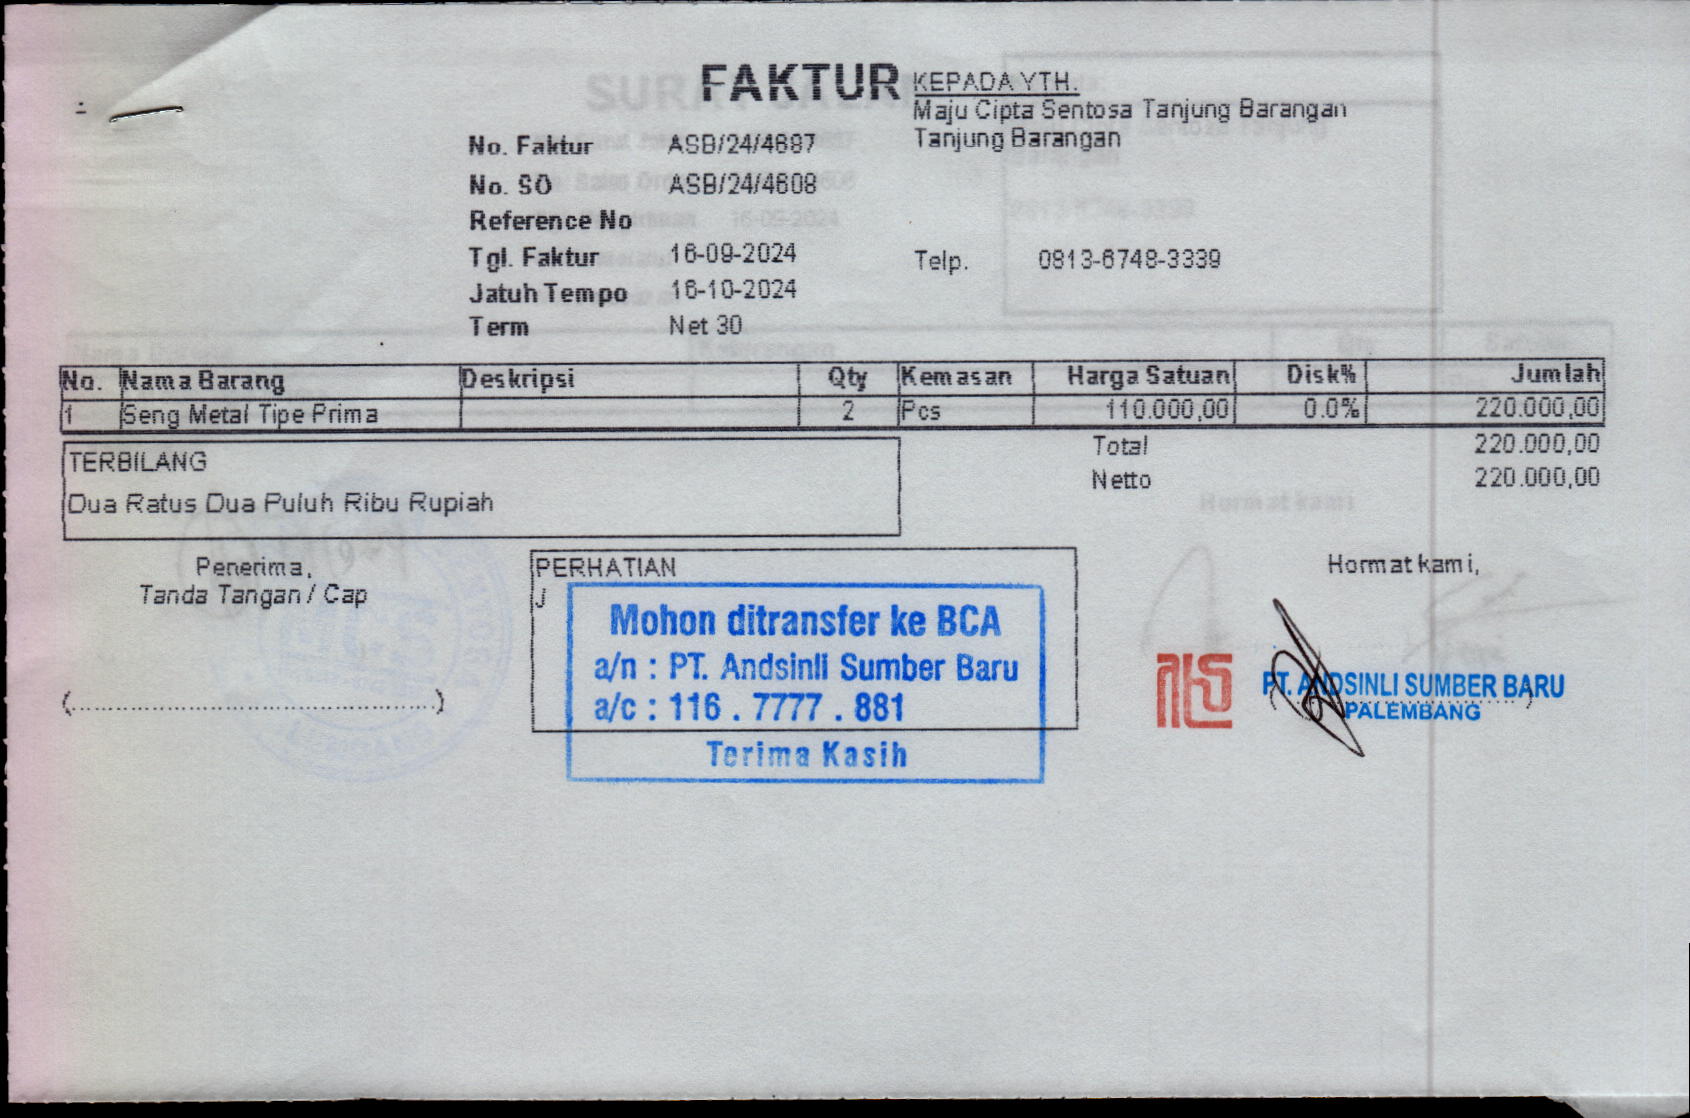 FAKTUR
No. Faktur ASB/24/4687
No. SO ASB/24/4608
Reference No
Tgl. Faktur 16-09-2024
Jatuh Tempo 16-10-2024
Term Net 30
KEPADA YTH.
Maju Cipta Sentosa Tanjung Barangan
Tanjung Barangan
Telp. 0813-6748-3339
No. Nama Barang Deskripsi Qty Kemasan Harga Satuan Disk% Jumlah
1 Seng Metal Tipe Prima 2 Pcs 110.000,00 0.0% 220.000,00
Total 220.000,00
Netto 220.000,00
TERBILANG
Dua Ratus Dua Puluh Ribu Rupiah
Penerima,
Tanda Tangan / Cap
(......................................................)
PERHATIAN
J
Mohon ditransfer ke BCA
a/n : PT. Andsinli Sumber Baru
a/c : 116 . 7777 . 881
Terima Kasih
Hormat kami,
PT. ANDSINLI SUMBER BARU
PALEMBANG